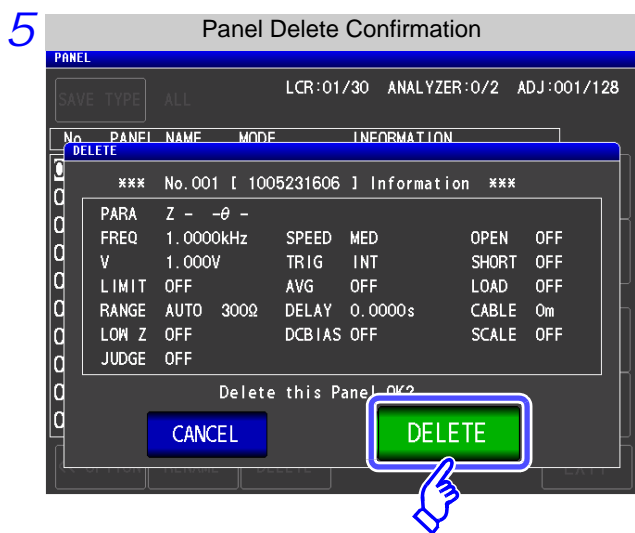 5 Panel Delete Confirmation
PANEL
SAVE TYPE ALL LCR:01/30 ANALYZER:0/2 ADJ:001/128
No. PANEL NAME MODE INFORMATION
DELETE
*** No.001 [ 1005231606 ] Information ***
PARA Z - -θ -
FREQ 1.0000kHz SPEED MED OPEN OFF
V 1.000V TRIG INT SHORT OFF
LIMIT OFF AVG OFF LOAD OFF
RANGE AUTO 300Ω DELAY 0.0000s CABLE 0m
LOW Z OFF DCBIAS OFF SCALE OFF
JUDGE OFF
Delete this Panel OK?
CANCEL DELETE
OPTION RENAME DELETE EXIT